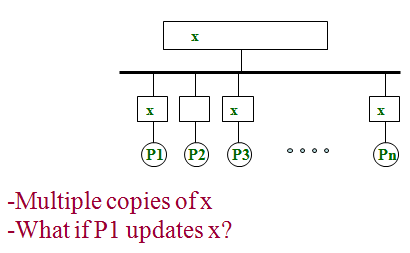 x
x x x
P1 P2 P3 Pn
-Multiple copies of x
-What if P1 updates x?